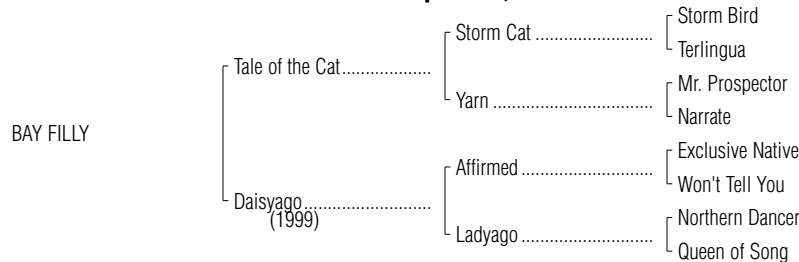 Storm Bird
Storm Cat
Terlingua
Tale of the Cat
Mr. Prospector
Yarn
Narrate
BAY FILLY
Exclusive Native
Affirmed
Won't Tell You
Daisyago
(1999)
Northern Dancer
Ladyago
Queen of Song